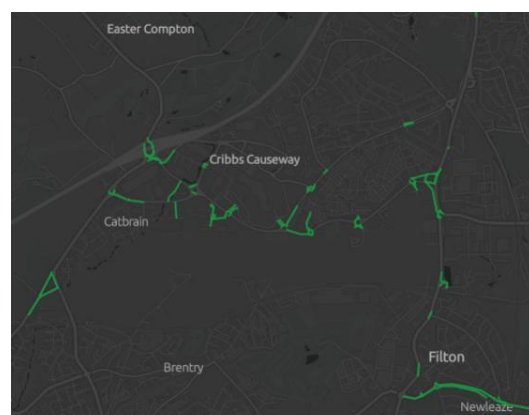 Easter Compton
Cribbs Causeway
Catbrain
Brentry
Filton
Newleaze